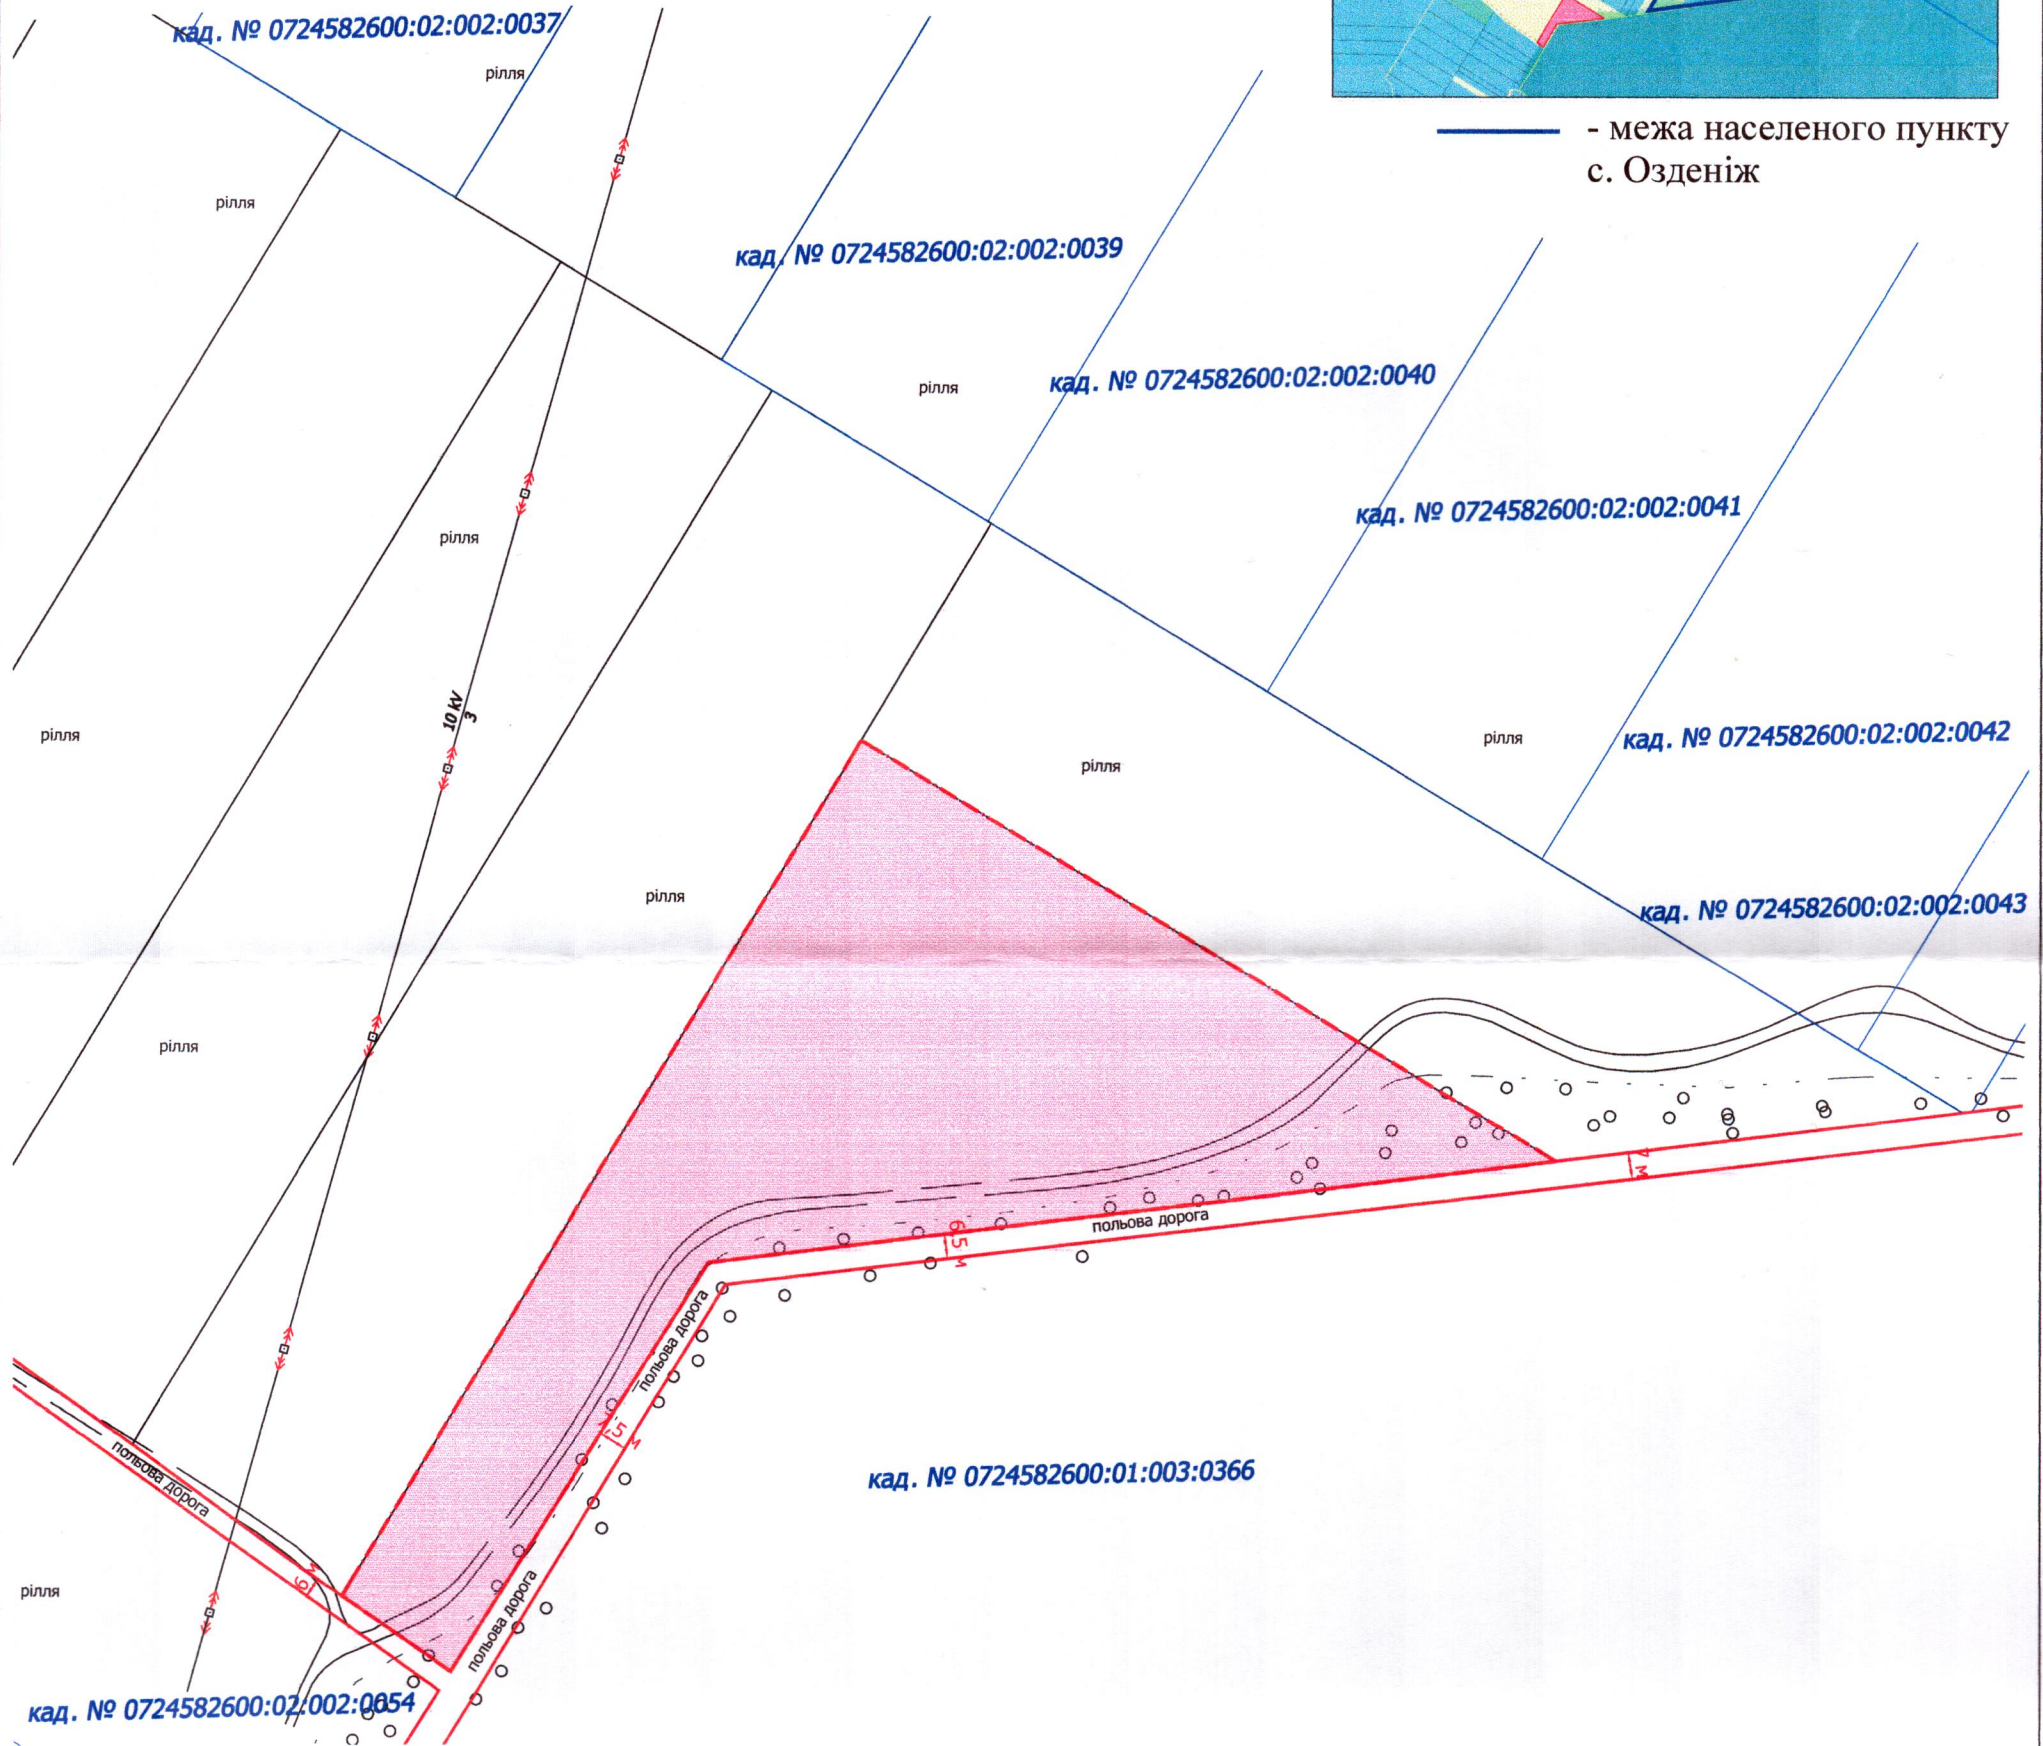 кад. № 0724582600:02:002:0037
рілля
- межа населеного пункту
с. Озденіж
рілля
кад. № 0724582600:02:002:0039
рілля
кад. № 0724582600:02:002:0040
кад. № 0724582600:02:002:0041
рілля
10 kV
3
рілля
рілля
рілля
кад. № 0724582600:02:002:0042
рілля
кад. № 0724582600:02:002:0043
рілля
7 м
польова дорога
6,5 м
польова дорога
польова дорога
кад. № 0724582600:01:003:0366
рілля
польова дорога
кад. № 0724582600:02:002:0054